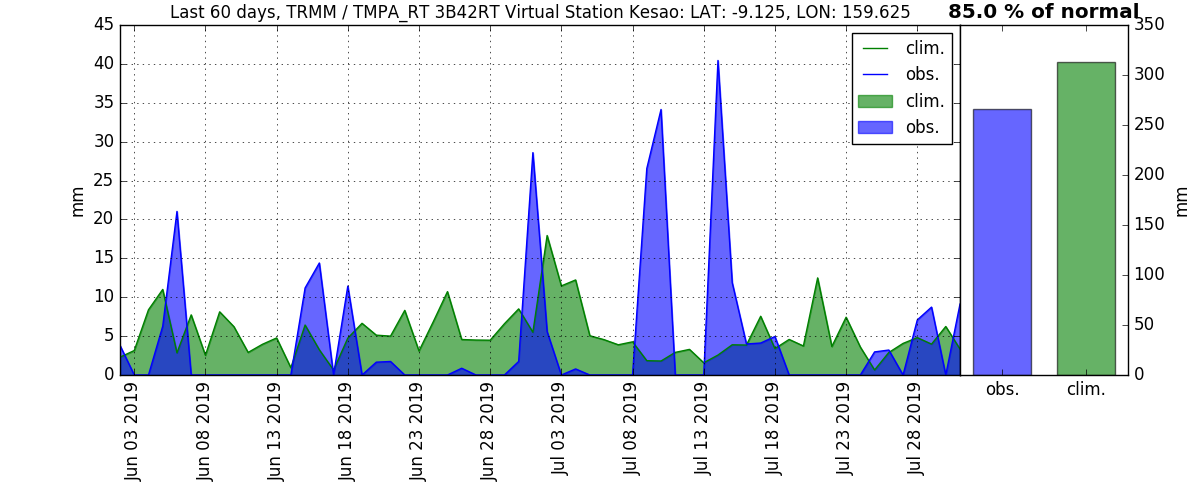 Last 60 days, TRMM / TMPA_RT 3B42RT Virtual Station Kesao: LAT: -9.125, LON: 159.625
85.0 % of normal
45
40
35
30
25
20
15
10
5
0
mm
clim.
obs.
clim.
obs.
350
300
250
200
150
100
50
0
mm
Jun 03 2019
Jun 08 2019
Jun 13 2019
Jun 18 2019
Jun 23 2019
Jun 28 2019
Jul 03 2019
Jul 08 2019
Jul 13 2019
Jul 18 2019
Jul 23 2019
Jul 28 2019
obs.
clim.